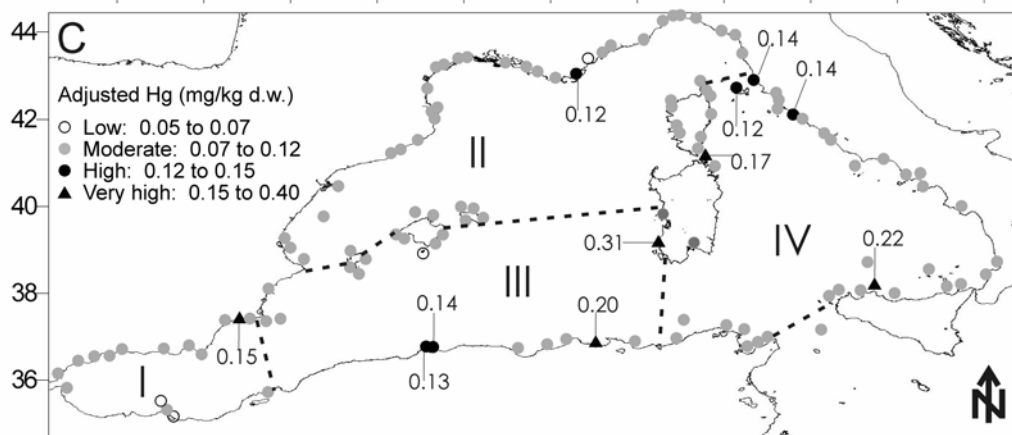 44
42
40
38
36
C
Adjusted Hg (mg/kg d.w.)
Low: 0.05 to 0.07
Moderate: 0.07 to 0.12
High: 0.12 to 0.15
Very high: 0.15 to 0.40
0.14
0.14
0.12
0.12
0.17
II
0.31
IV
0.22
III
0.20
0.14
0.15
0.13
I
N